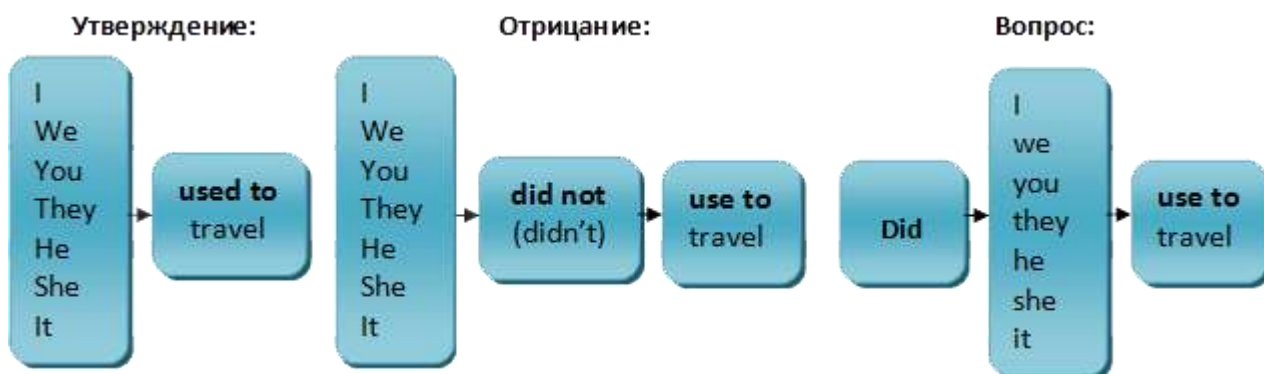 Утверждение:
I
We
You
They
He
She
It
used to
travel
Отрицание:
I
We
You
They
He
She
It
did not
(didn't)
use to
travel
Вопрос:
Did
I
we
you
they
he
she
it
use to
travel